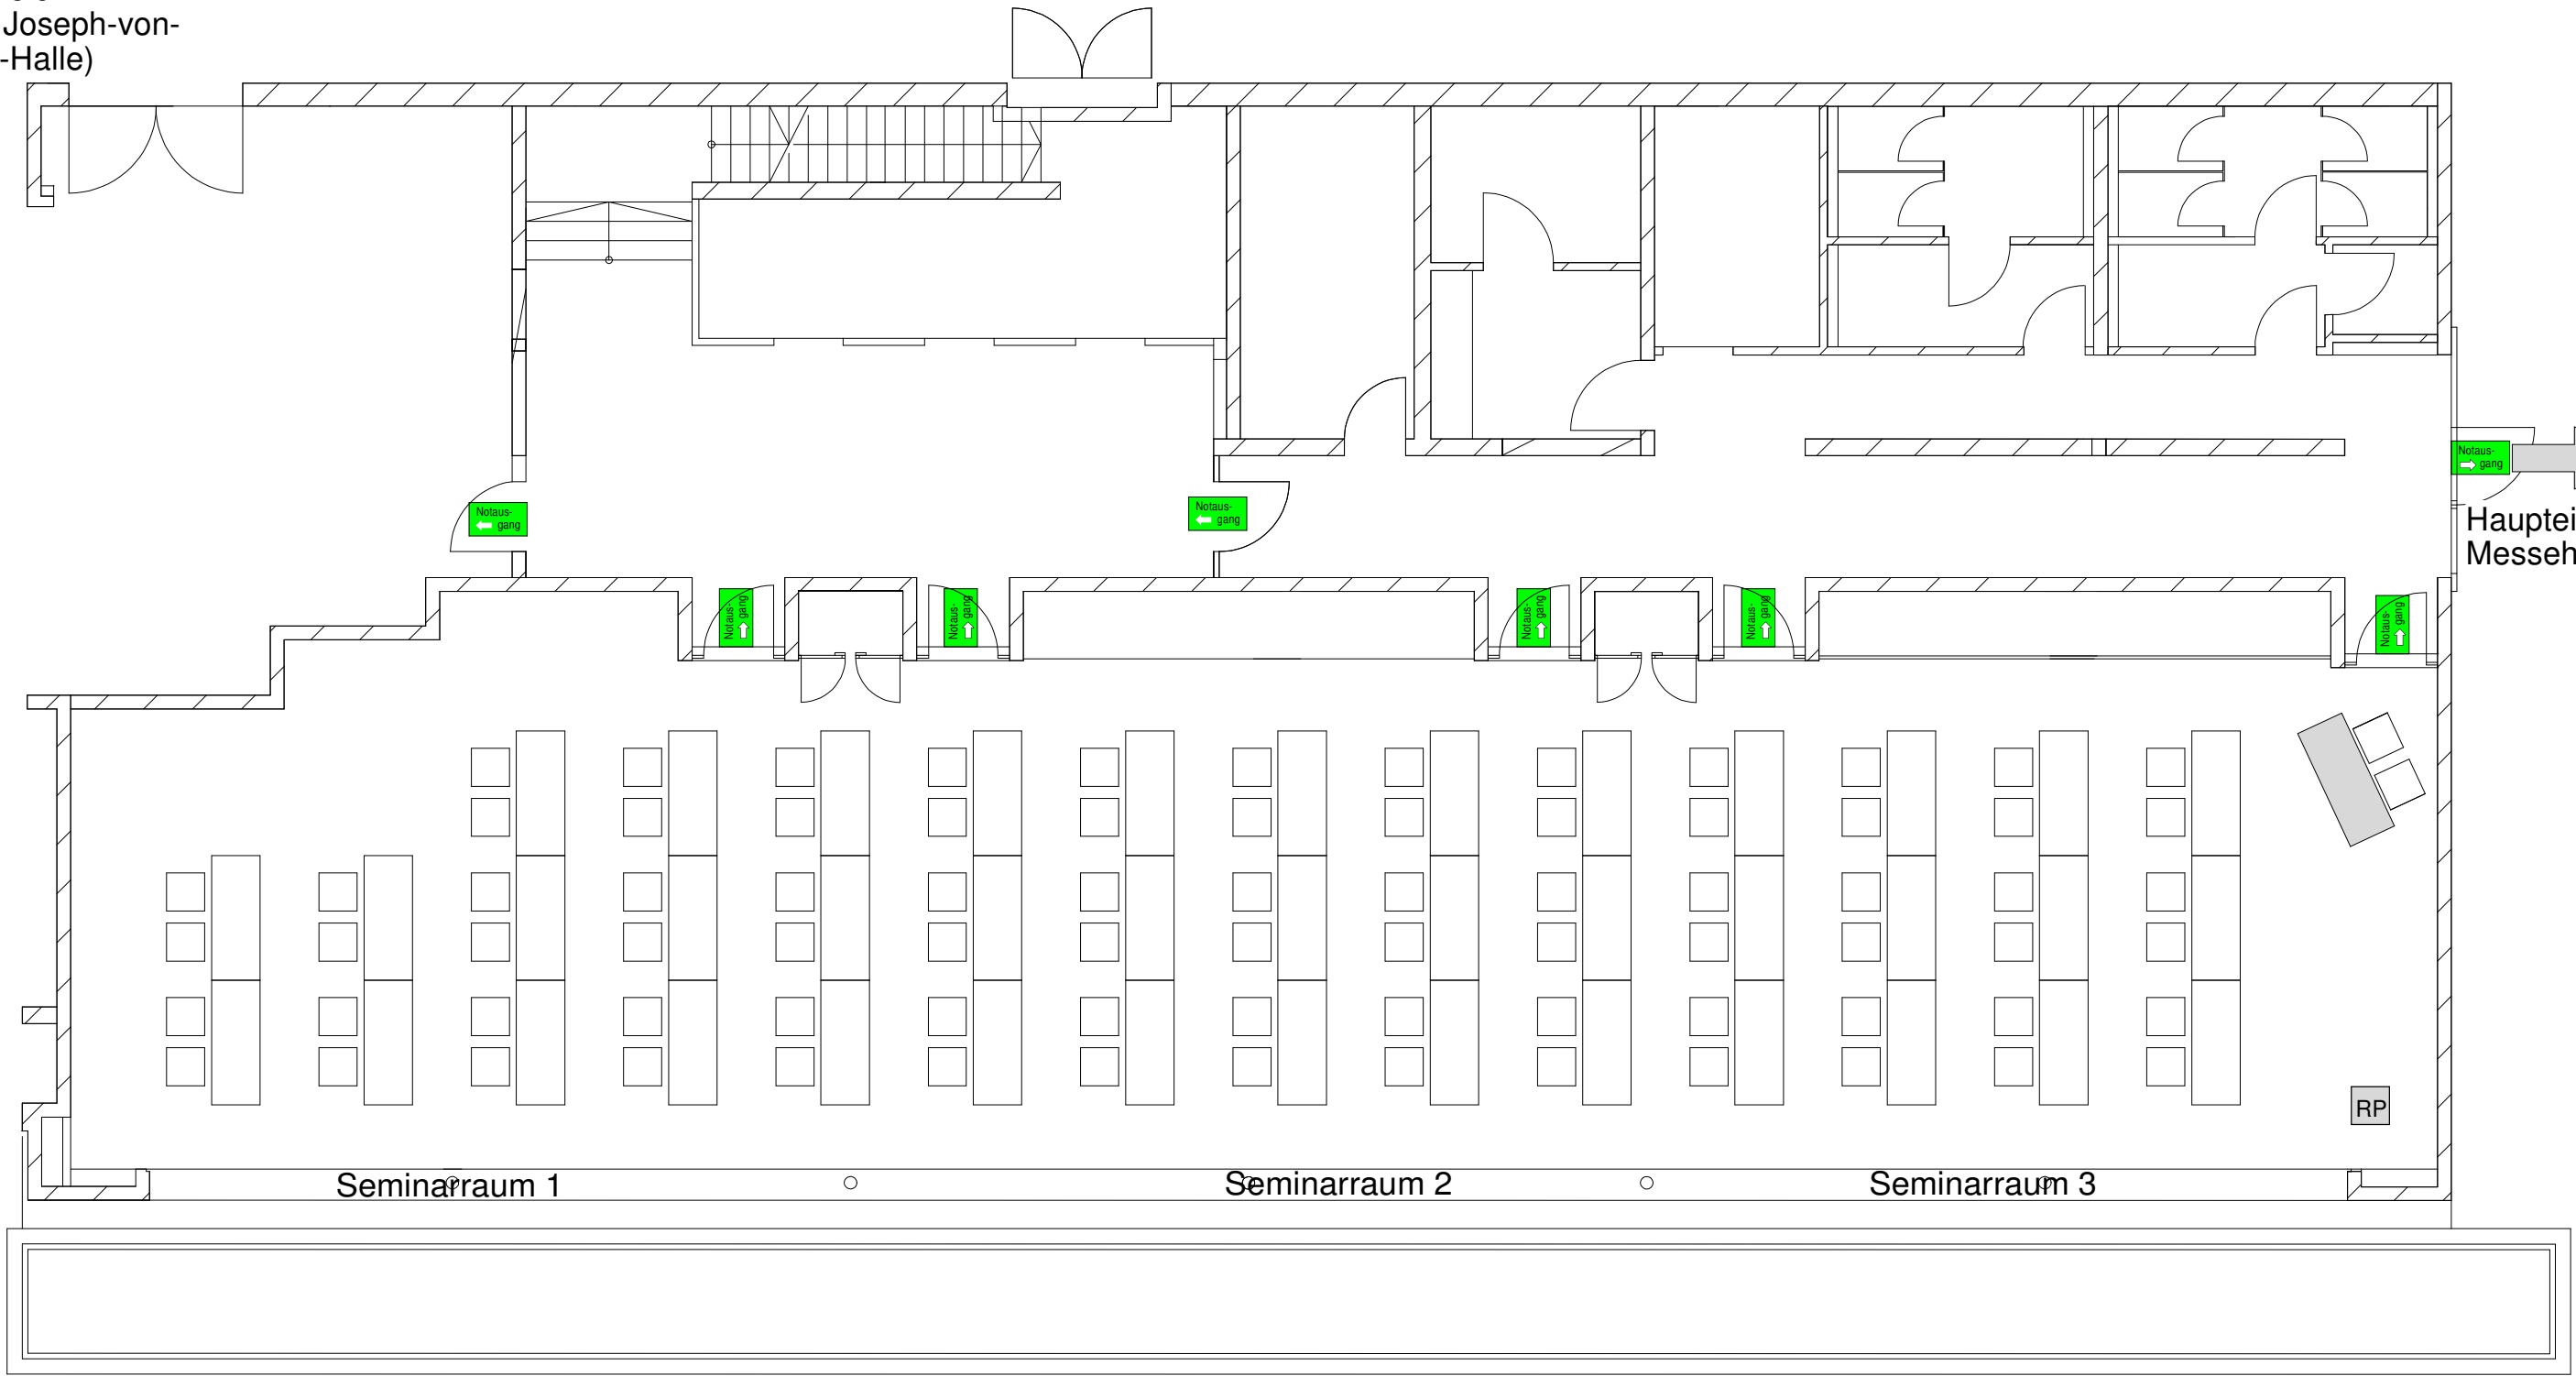 Joseph-von-
-Halle)
Notaus-
gang
Notaus-
gang
Notaus-
gang
Hauptei
Messeh
Notaus-
gang
Notaus-
gang
Notaus-
gang
Notaus-
gang
Notaus-
gang
RP
Seminarraum 1
Seminarraum 2
Seminarraum 3